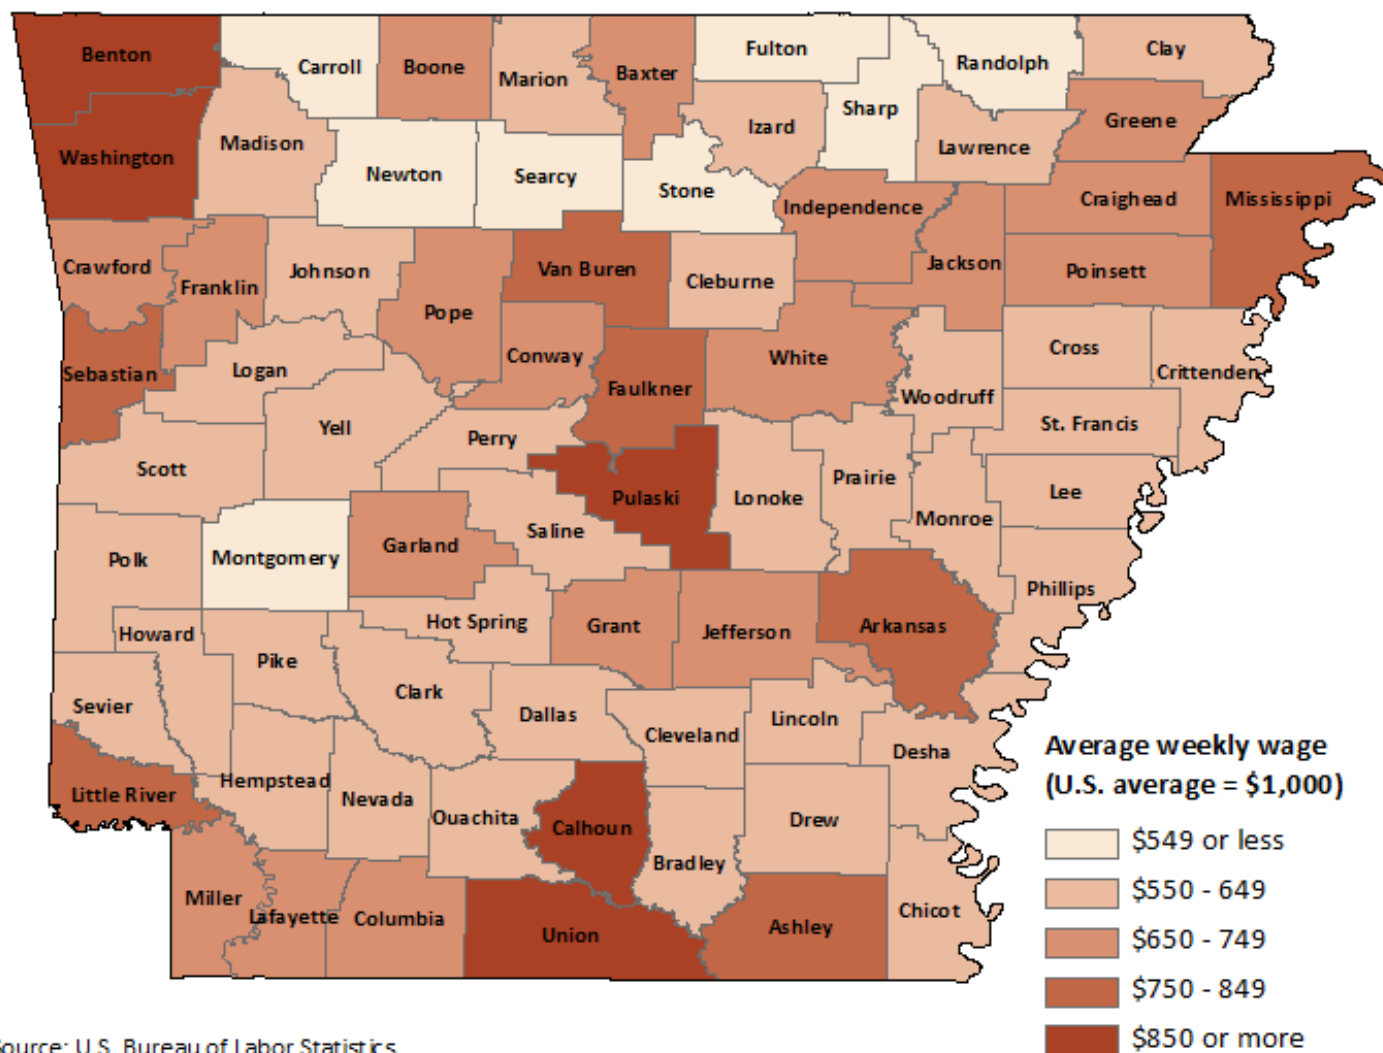 Benton
Carroll
Boone
Marion
Baxter
Fulton
Randolph
Clay
Sharp
Izard
Greene
Lawrence
Madison
Washington
Newton
Searcy
Stone
Independence
Craighead
Mississippi
Crawford
Franklin
Johnson
Van Buren
Cleburne
Jackson
Poinsett
Pope
Conway
White
Cross
Crittenden
Sebastian
Logan
Faulkner
Woodruff
St. Francis
Yell
Perry
Scott
Prairie
Lee
Pulaski
Lonoke
Monroe
Saline
Garland
Montgomery
Polk
Phillips
Howard
Hot Spring
Grant
Jefferson
Arkansas
Pike
Clark
Sevier
Dallas
Lincoln
Cleveland
Desha
Little River
Hempstead
Nevada
Ouachita
Calhoun
Drew
Bradley
Miller
Lafayette
Columbia
Union
Ashley
Chicot
Average weekly wage
(U.S. average = $1,000)
$549 or less
$550 - 649
$650 - 749
$750 - 849
$850 or more
Source: U.S. Bureau of Labor Statistics.